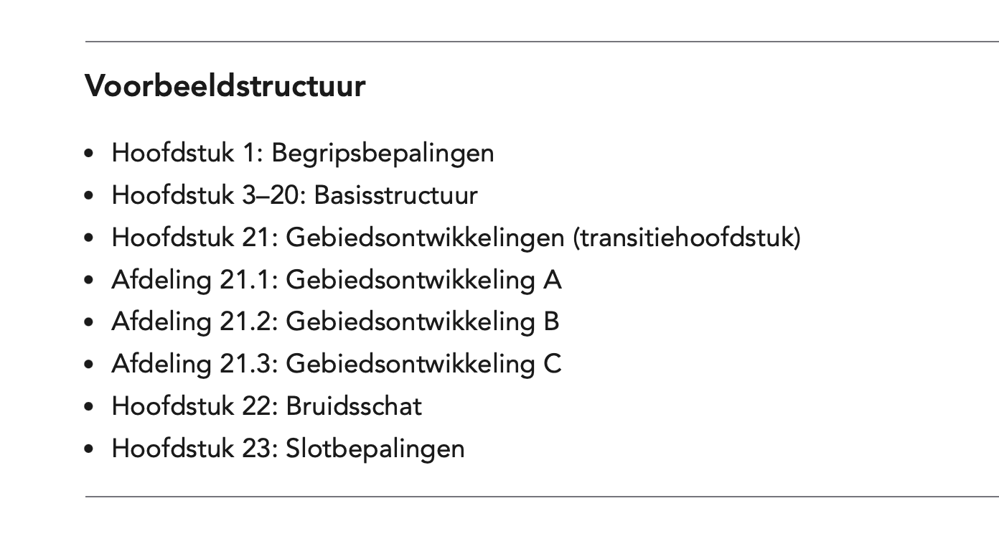 Voorbeeldstructuur
• Hoofdstuk 1: Begripsbepalingen
• Hoofdstuk 3–20: Basisstructuur
• Hoofdstuk 21: Gebiedsontwikkelingen (transitiehoofdstuk)
• Afdeling 21.1: Gebiedsontwikkeling A
• Afdeling 21.2: Gebiedsontwikkeling B
• Afdeling 21.3: Gebiedsontwikkeling C
• Hoofdstuk 22: Bruidsschat
• Hoofdstuk 23: Slotbepalingen